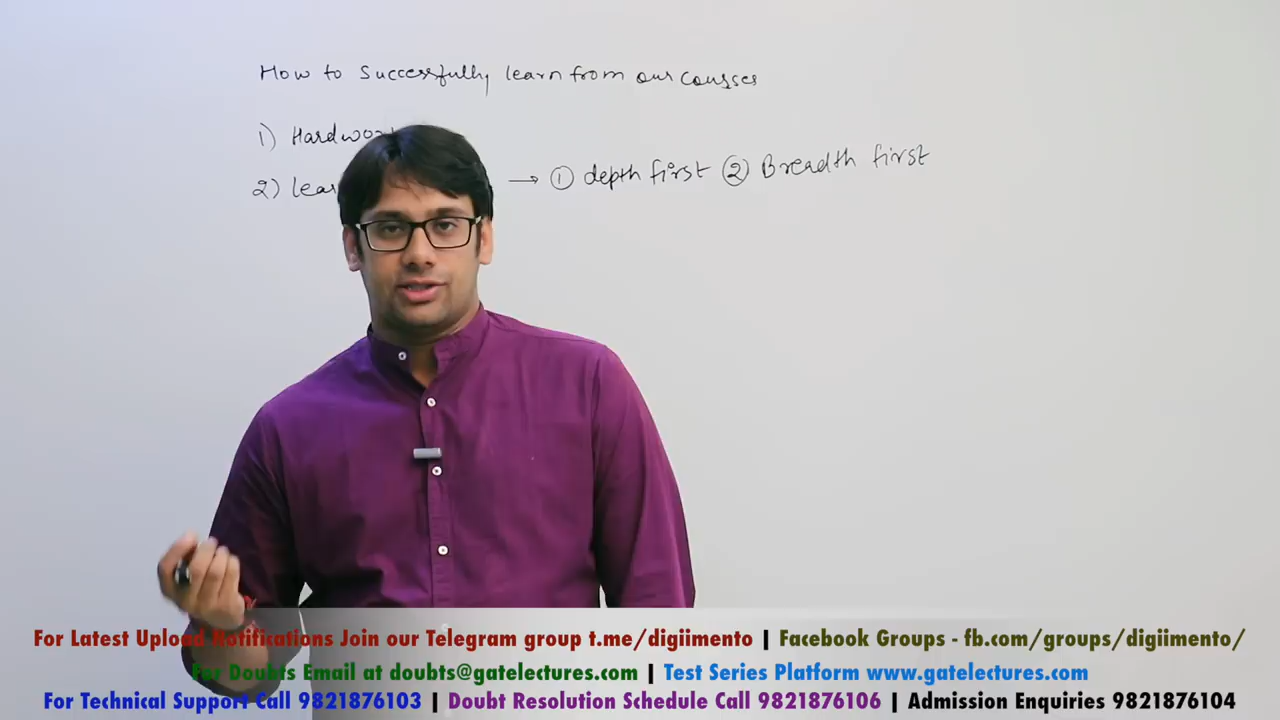 How to Successfully learn from our courses
1) Hardwor
2) lear → ① depth first ② Breadth first
For Latest Upload Notifications Join our Telegram group t.me/digiimento | Facebook Groups - fb.com/groups/digiimento/
For Doubts Email at doubts@gatelectures.com | Test Series Platform www.gatelectures.com
For Technical Support Call 9821876103 | Doubt Resolution Schedule Call 9821876106 | Admission Enquiries 9821876104